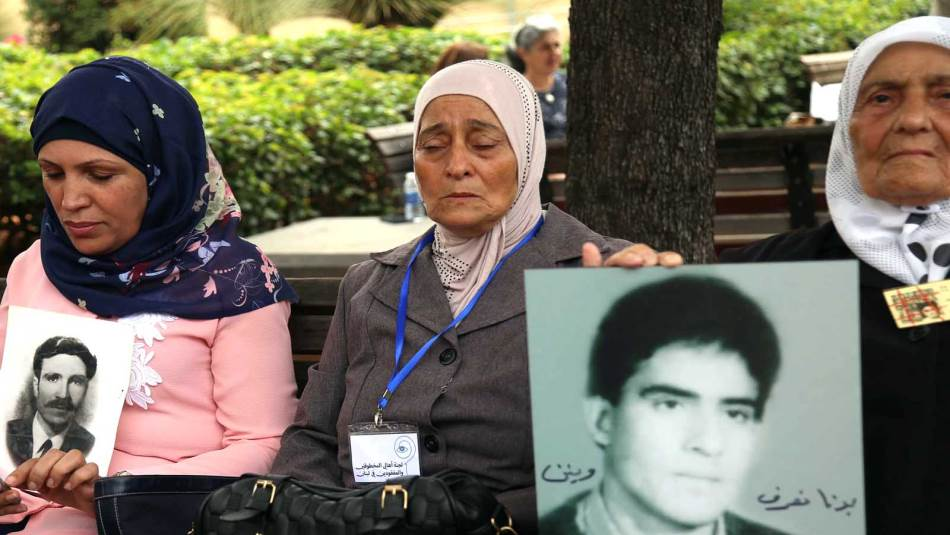 لجنة أهالي المخطوفين
والمفقودين في لبنان
بدنا نعرف وينن